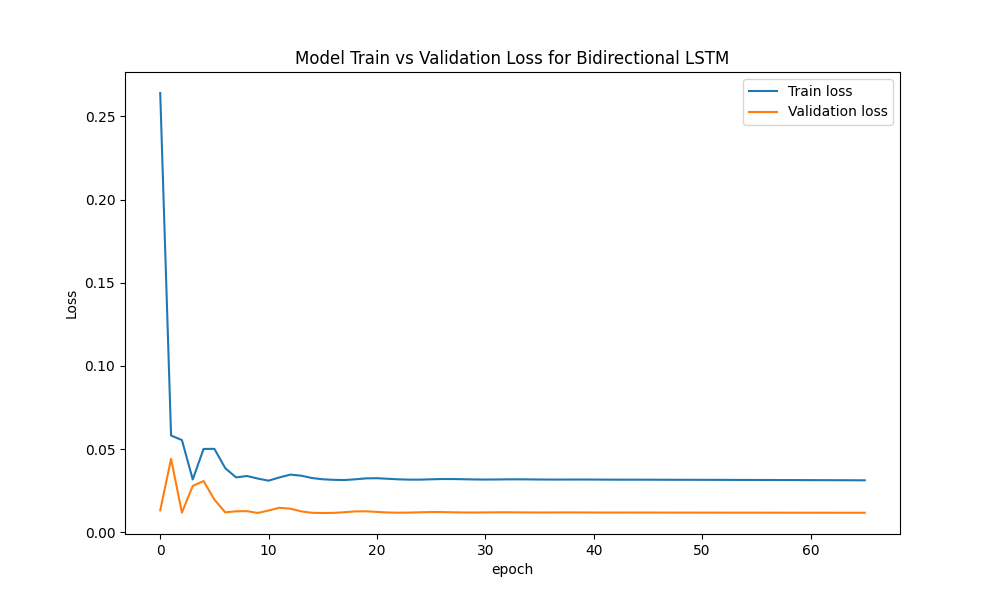 Model Train vs Validation Loss for Bidirectional LSTM
Train loss
Validation loss
0.25
0.20
0.15
0.10
0.05
0.00
Loss
0 10 20 30 40 50 60
epoch